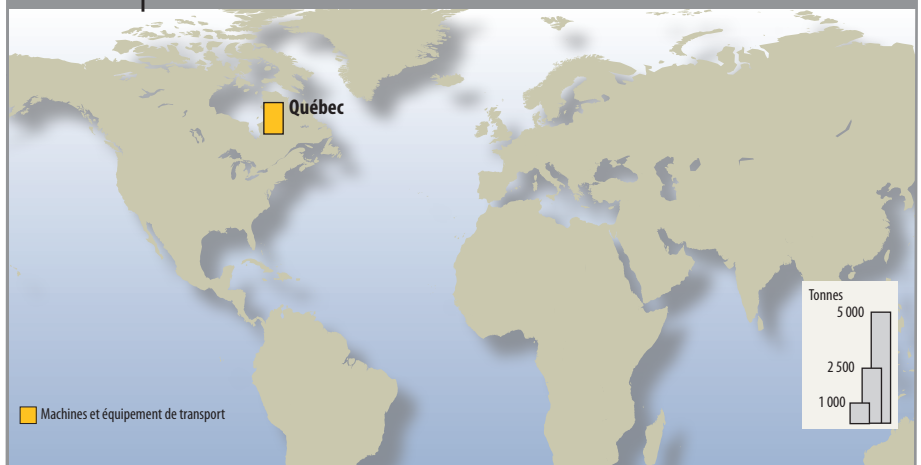 Québec
Tonnes
5 000
2 500
1 000
Machines et équipement de transport